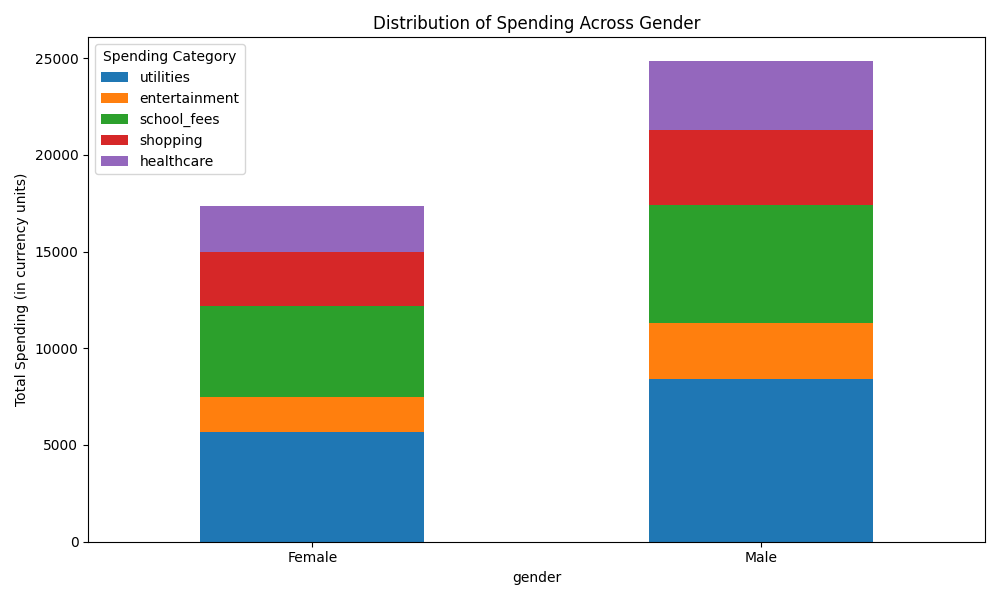 Distribution of Spending Across Gender
Spending Category
utilities
entertainment
school_fees
shopping
healthcare
Total Spending (in currency units)
25000
20000
15000
10000
5000
0
Female
Male
gender